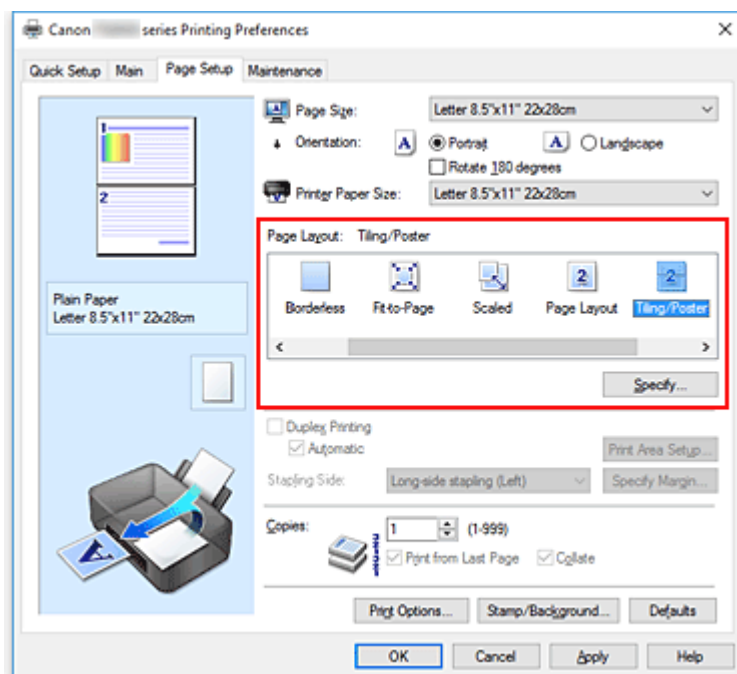 Canon series Printing Preferences
Quick Setup Main Page Setup Maintenance
1
2
Plain Paper
Letter 8.5"x11" 22x28cm
Page Size: Letter 8.5"x11" 22x28cm
Orientation: A Portrait A Landscape
Rotate 180 degrees
Printer Paper Size: Letter 8.5"x11" 22x28cm
Page Layout: Tiling/Poster
2 2
Borderless Fit-to-Page Scaled Page Layout Tiling/Poster
Specify...
Duplex Printing
Automatic Print Area Setup...
Stapling Side: Long-side stapling (Left) Specify Margin...
Copies: 1 (1-999)
Print from Last Page Collate
A
Print Options... Stamp/Background... Defaults
OK Cancel Apply Help